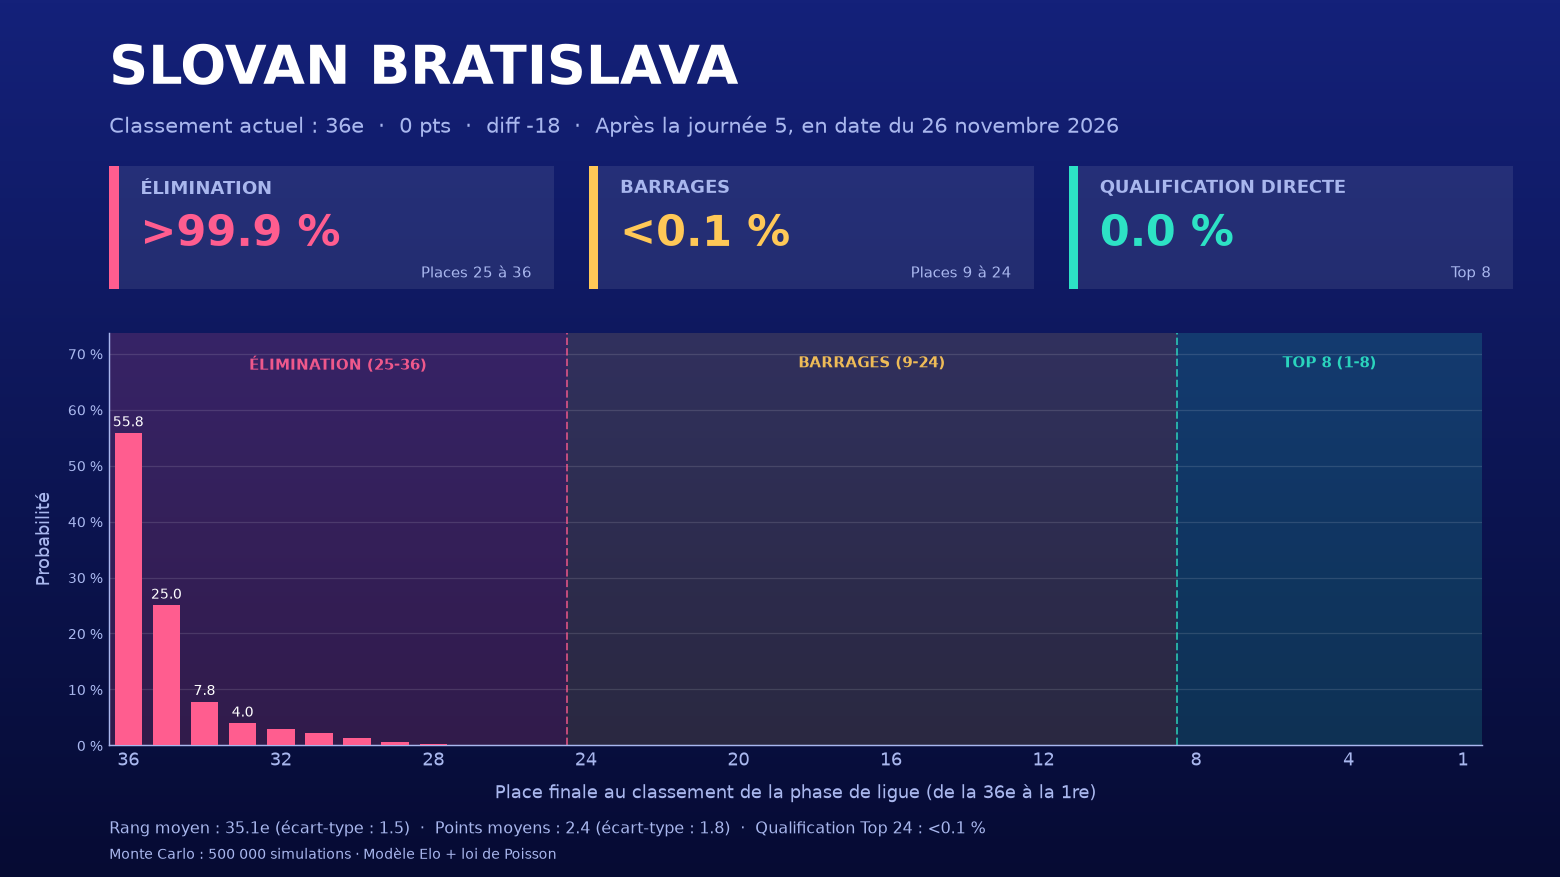 SLOVAN BRATISLAVA
Classement actuel : 36e · 0 pts · diff -18 · Après la journée 5, en date du 26 novembre 2026
ÉLIMINATION
>99.9 %
Places 25 à 36
BARRAGES
<0.1 %
Places 9 à 24
QUALIFICATION DIRECTE
0.0 %
Top 8
ÉLIMINATION (25-36)
BARRAGES (9-24)
TOP 8 (1-8)
Probabilité
70 %
60 %
50 %
40 %
30 %
20 %
10 %
0 %
55.8
25.0
7.8
4.0
36
32
28
24
20
16
12
8
4
1
Place finale au classement de la phase de ligue (de la 36e à la 1re)
Rang moyen : 35.1e (écart-type : 1.5) · Points moyens : 2.4 (écart-type : 1.8) · Qualification Top 24 : <0.1 %
Monte Carlo : 500 000 simulations · Modèle Elo + loi de Poisson